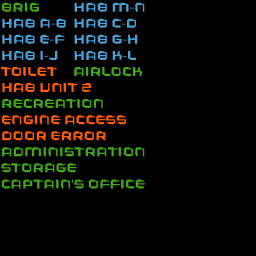 BRIG HAB M-N
HAB A-B HAB C-D
HAB E-F HAB G-H
HAB I-J HAB K-L
TOILET AIRLOCK
HAB UNIT 2
RECREATION
ENGINE ACCESS
DOOR ERROR
ADMINISTRATION
STORAGE
CAPTAIN'S OFFICE